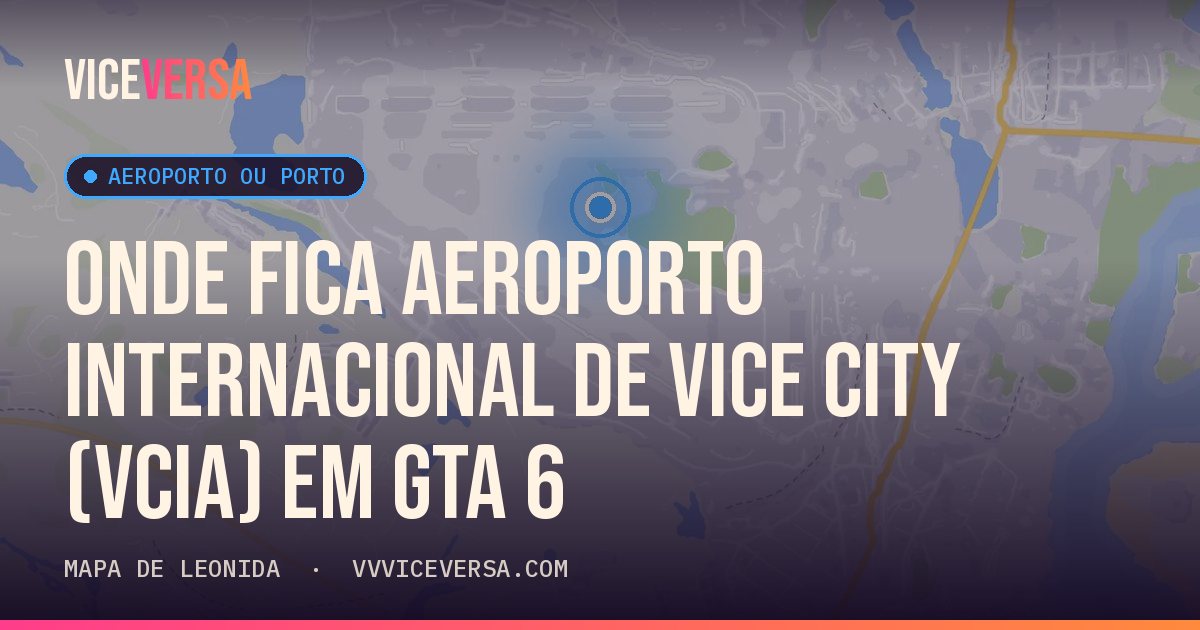 VICEVERSA
AEROPORTO OU PORTO
ONDE FICA AEROPORTO
INTERNACIONAL DE VICE CITY
(VCIA) EM GTA 6
MAPA DE LEONIDA · VVVICEVERSA.COM